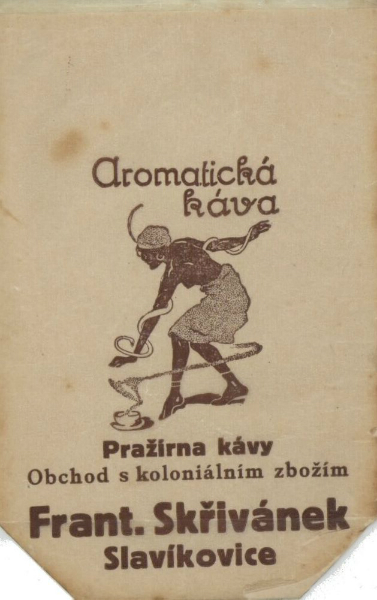 Aromatická
káva
Pražírna kávy
Obchod s koloniálním zbožím
Frant. Skřivánek
Slavíkovice